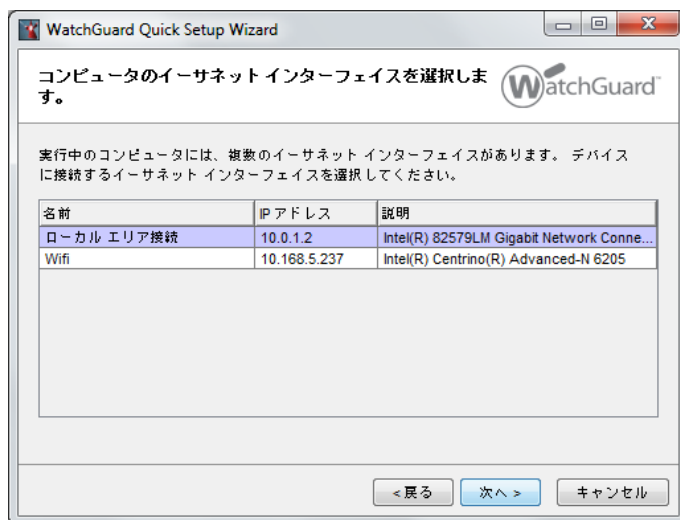 WatchGuard Quick Setup Wizard
コンピュータのイーサネット インターフェイスを選択しま
す。
WatchGuard
実行中のコンピュータには、複数のイーサネット インターフェイスがあります。 デバイス
に接続するイーサネット インターフェイスを選択してください。
名前 IP アドレス 説明
ローカル エリア接続 10.0.1.2 Intel(R) 82579LM Gigabit Network Conne...
Wifi 10.168.5.237 Intel(R) Centrino(R) Advanced-N 6205
<戻る 次へ > キャンセル